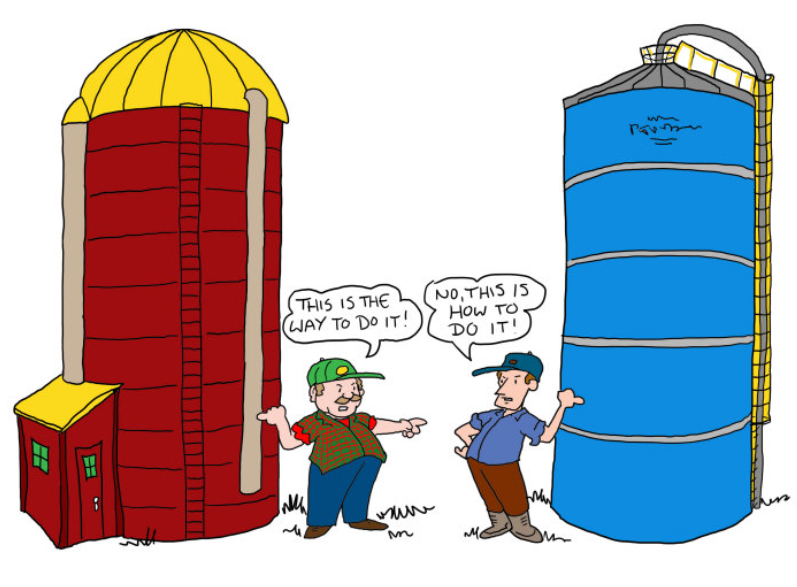 THIS IS THE
WAY TO DO IT!
NO, THIS IS
HOW TO
DO IT!